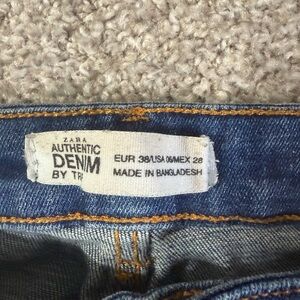 ZARA
AUTHENTIC
DENIM
BY TRF
EUR 38/USA 06/MEX 28
MADE IN BANGLADESH